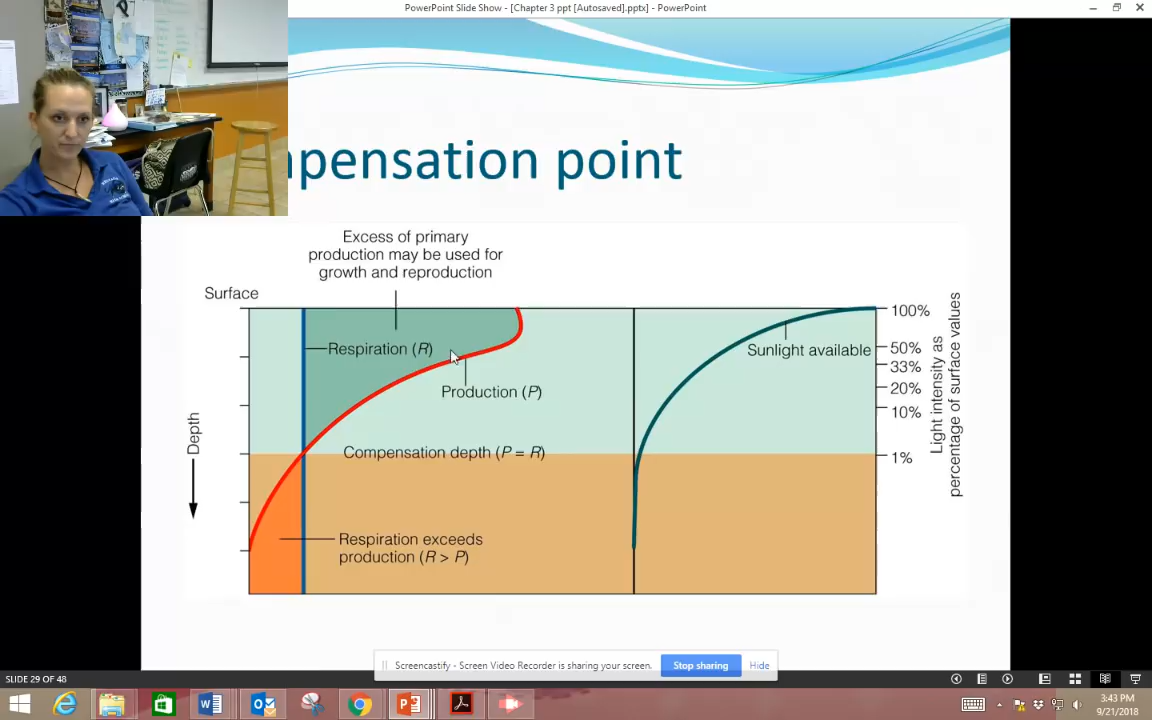 PowerPoint Slide Show - [Chapter 3 ppt [Autosaved].pptx] - PowerPoint
mpensation point
Excess of primary
production may be used for
growth and reproduction
Surface
Respiration (R)
Production (P)
Compensation depth (P = R)
Depth
Respiration exceeds
production (R > P)
Sunlight available
100%
50%
33%
20%
10%
1%
Light intensity as
percentage of surface values
Screencastify - Screen Video Recorder is sharing your screen.
Stop sharing
Hide
SLIDE 29 OF 48
3:43 PM
9/21/2018